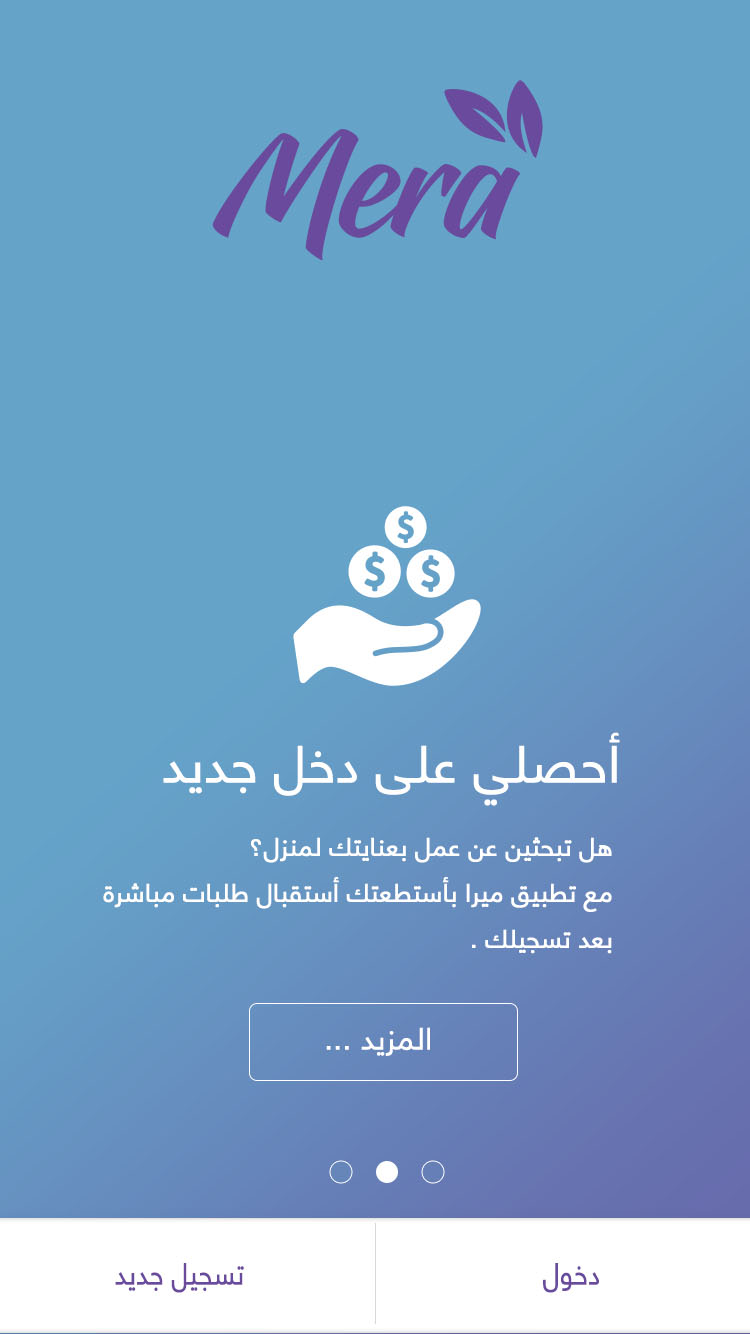 Mera
$
$ $
أحصلي على دخل جديد
هل تبحثين عن عمل بعنايتك لمنزل؟
مع تطبيق ميرا بأستطعتك أستقبال طلبات مباشرة
بعد تسجيلك .
المزيد ...
دخول
تسجيل جديد